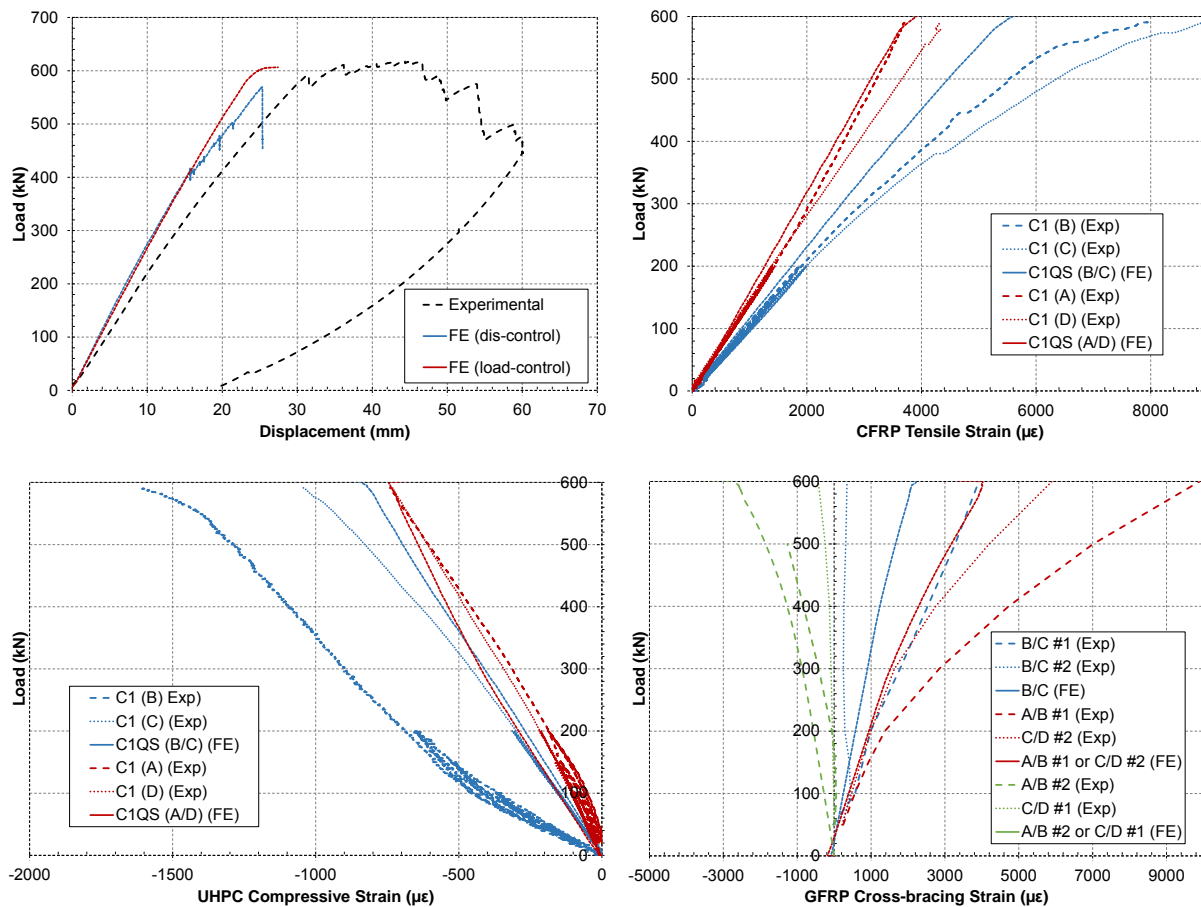 700
600
500
400
300
200
100
0
Load (kN)
Experimental
FE (dis-control)
FE (load-control)
0 10 20 30 40 50 60 70
Displacement (mm)
600
500
400
300
200
100
0
Load (kN)
C1 (B) (Exp)
C1 (C) (Exp)
C1QS (B/C) (FE)
C1 (A) (Exp)
C1 (D) (Exp)
C1QS (A/D) (FE)
0 2000 4000 6000 8000
CFRP Tensile Strain (µε)
600
500
400
300
200
100
0
Load (kN)
C1 (B) Exp)
C1 (C) (Exp)
C1QS (B/C) (FE)
C1 (A) (Exp)
C1 (D) (Exp)
C1QS (A/D) (FE)
-2000 -1500 -1000 -500 0
UHPC Compressive Strain (µε)
600
500
400
300
200
100
0
Load (kN)
B/C #1 (Exp)
B/C #2 (Exp)
B/C (FE)
A/B #1 (Exp)
C/D #2 (Exp)
A/B #1 or C/D #2 (FE)
A/B #2 (Exp)
C/D #1 (Exp)
A/B #2 or C/D #1 (FE)
-5000 -3000 -1000 1000 3000 5000 7000 9000
GFRP Cross-bracing Strain (µε)